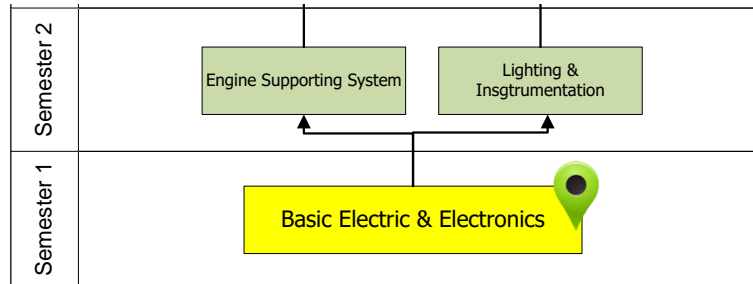 Semester 2
Engine Supporting System
Lighting &
Insgtrumentation
Semester 1
Basic Electric & Electronics